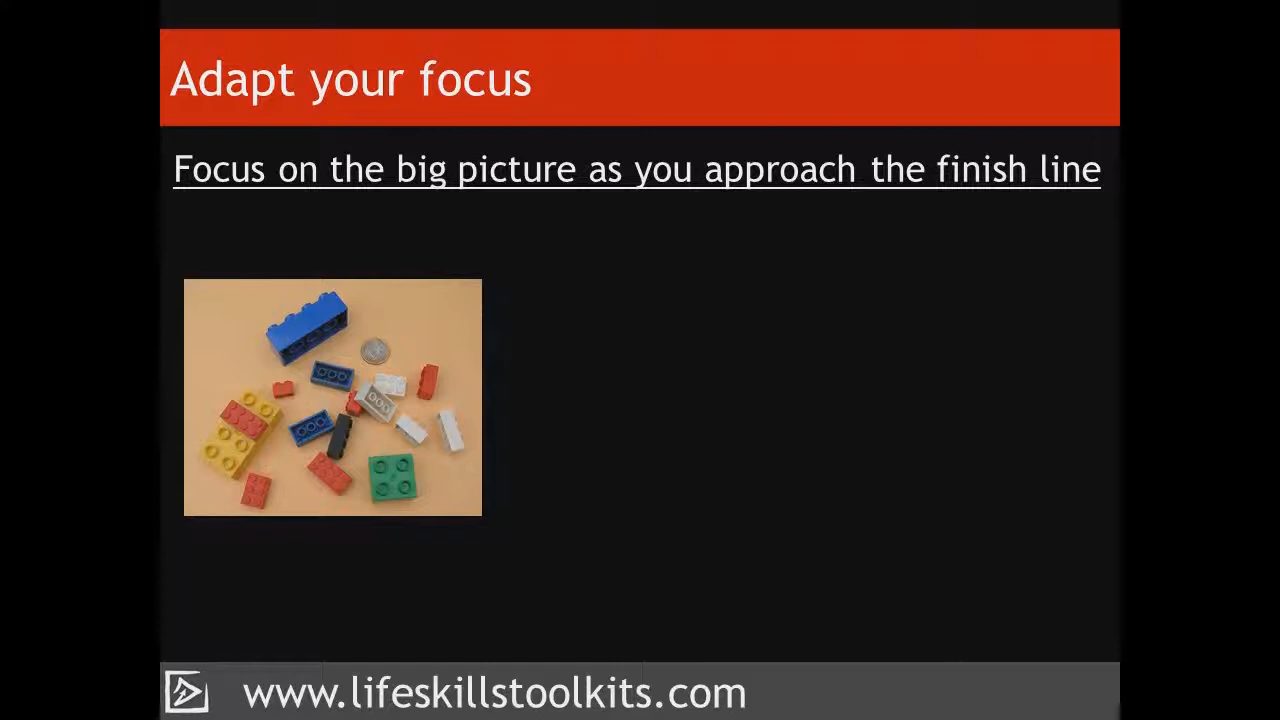 Adapt your focus
Focus on the big picture as you approach the finish line
www.lifeskillstoolkits.com